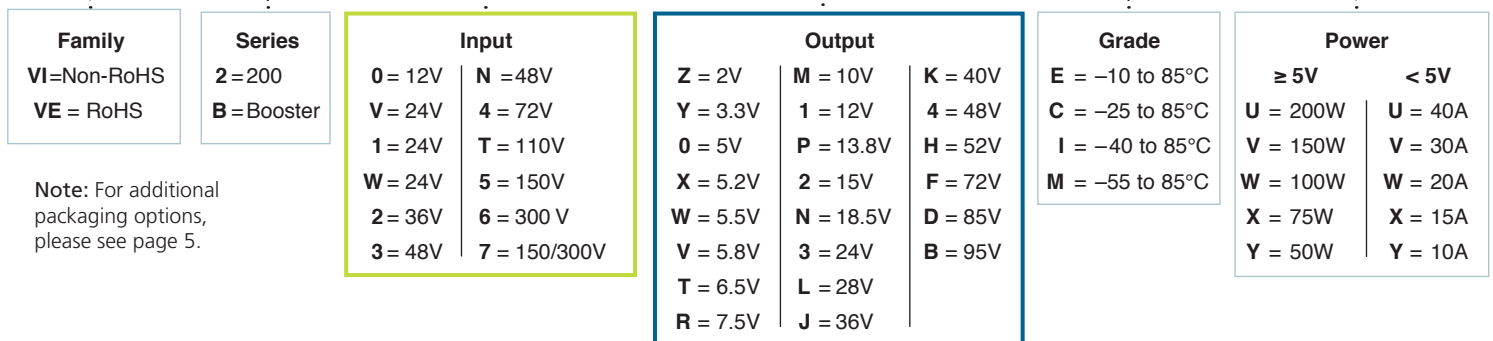 Family
VI=Non-RoHS
VE = RoHS
Note: For additional
packaging options,
please see page 5.
Series
2=200
B=Booster
Input
0= 12V N =48V
V= 24V 4 = 72V
1= 24V T = 110V
W= 24V 5 = 150V
2= 36V 6 = 300 V
3= 48V 7 = 150/300V
Output
Z = 2V M = 10V K = 40V
Y = 3.3V 1 = 12V 4 = 48V
0 = 5V P = 13.8V H = 52V
X = 5.2V 2 = 15V F = 72V
W = 5.5V N = 18.5V D = 85V
V = 5.8V 3 = 24V B = 95V
T = 6.5V L = 28V
R = 7.5V J = 36V
Grade
E = –10 to 85°C
C = –25 to 85°C
I = –40 to 85°C
M = –55 to 85°C
Power
≥ 5V < 5V
U = 200W U = 40A
V = 150W V = 30A
W = 100W W = 20A
X = 75W X = 15A
Y = 50W Y = 10A